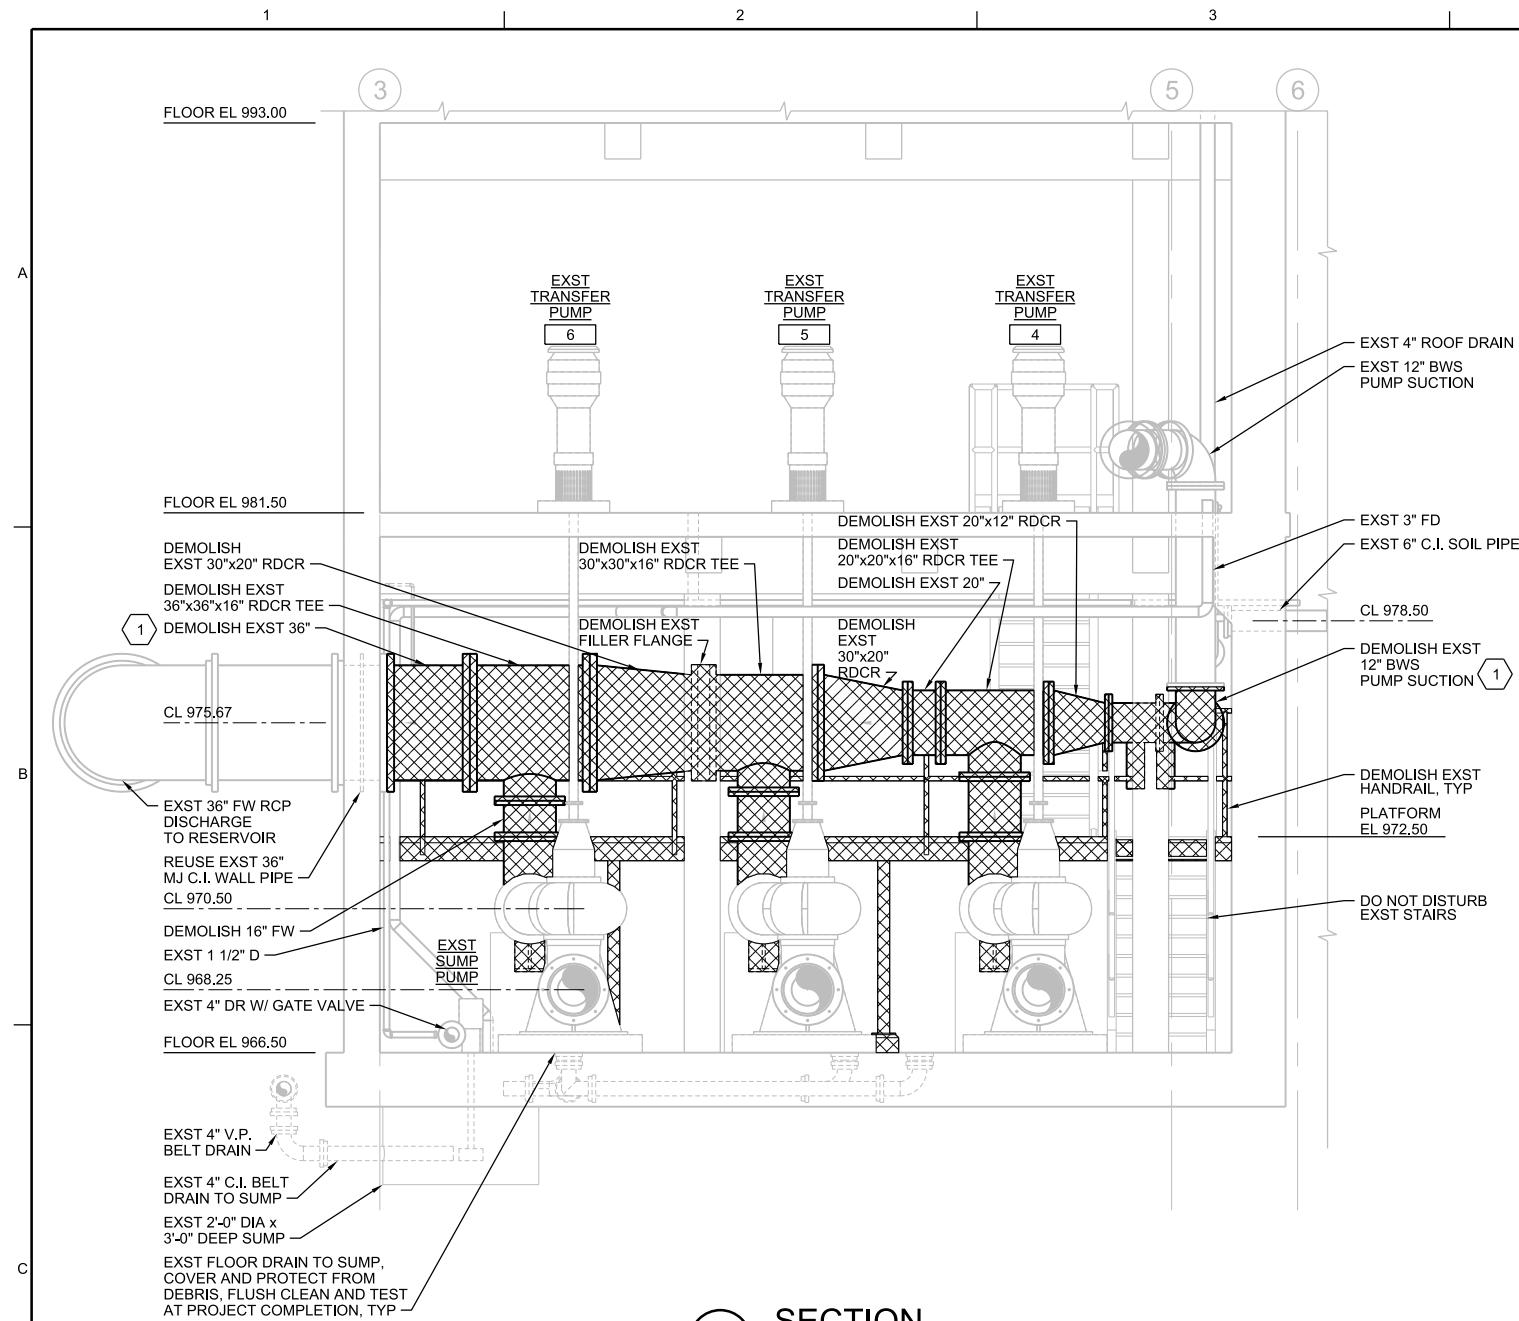 1
2
3
A
B
C
3
5
6
FLOOR EL 993.00
EXST
TRANSFER
PUMP
6
EXST
TRANSFER
PUMP
5
EXST
TRANSFER
PUMP
4
EXST 4" ROOF DRAIN
EXST 12" BWS
PUMP SUCTION
FLOOR EL 981.50
DEMOLISH
EXST 30"x20" RDCR
DEMOLISH EXST
36"x36"x16" RDCR TEE
1
DEMOLISH EXST 36"
DEMOLISH EXST
30"x30"x16" RDCR TEE
DEMOLISH EXST
FILLER FLANGE
DEMOLISH EXST 20"x12" RDCR
DEMOLISH EXST
20"x20"x16" RDCR TEE
DEMOLISH EXST 20"
DEMOLISH
EXST
30"x20"
RDCR
EXST 3" FD
EXST 6" C.I. SOIL PIPE
CL 978.50
DEMOLISH EXST
12" BWS
PUMP SUCTION
1
CL 975.67
DEMOLISH EXST
HANDRAIL, TYP
PLATFORM
EL 972.50
EXST 36" FW RCP
DISCHARGE
TO RESERVOIR
REUSE EXST 36"
MJ C.I. WALL PIPE
CL 970.50
DEMOLISH 16" FW
EXST 1 1/2" D
CL 968.25
EXST 4" DR W/ GATE VALVE
FLOOR EL 966.50
EXST
SUMP
PUMP
DO NOT DISTURB
EXST STAIRS
EXST 4" V.P.
BELT DRAIN
EXST 4" C.I. BELT
DRAIN TO SUMP
EXST 2'-0" DIA x
3'-0" DEEP SUMP
EXST FLOOR DRAIN TO SUMP,
COVER AND PROTECT FROM
DEBRIS, FLUSH CLEAN AND TEST
AT PROJECT COMPLETION, TYP
SECTION